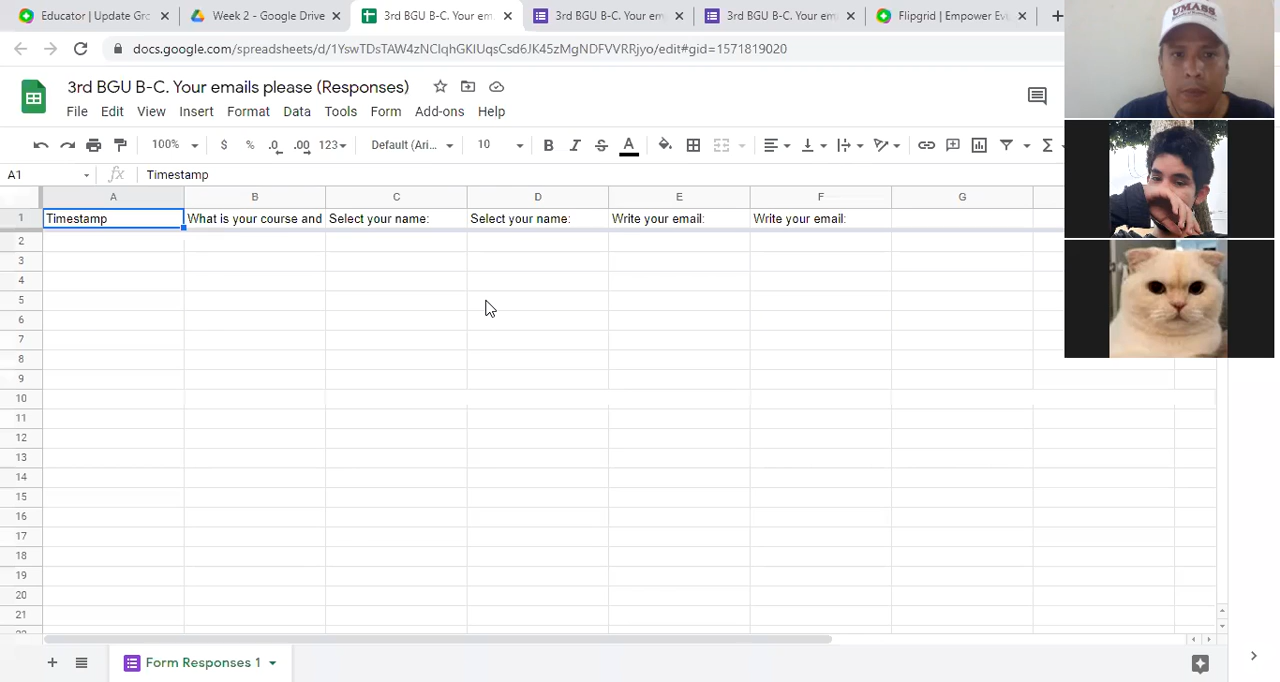 Educator | Update Gro
Week 2 - Google Drive
3rd BGU B-C. Your em
3rd BGU B-C. Your em
3rd BGU B-C. Your em
Flipgrid | Empower Ev
docs.google.com/spreadsheets/d/1YswTDsTAW4zNCIqhGKIUqsCsd6JK45zMgNDFVVRRjyo/edit#gid=1571819020
3rd BGU B-C. Your emails please (Responses)
File Edit View Insert Format Data Tools Form Add-ons Help
100% $ % .0 .00 123 Default (Ari... 10 B I S A Σ
A1 fx Timestamp
A B C D E F G
1 Timestamp What is your course and Select your name: Select your name: Write your email: Write your email:
2
3
4
5
6
7
8
9
10
11
12
13
14
15
16
17
18
19
20
21
Form Responses 1
UMASS